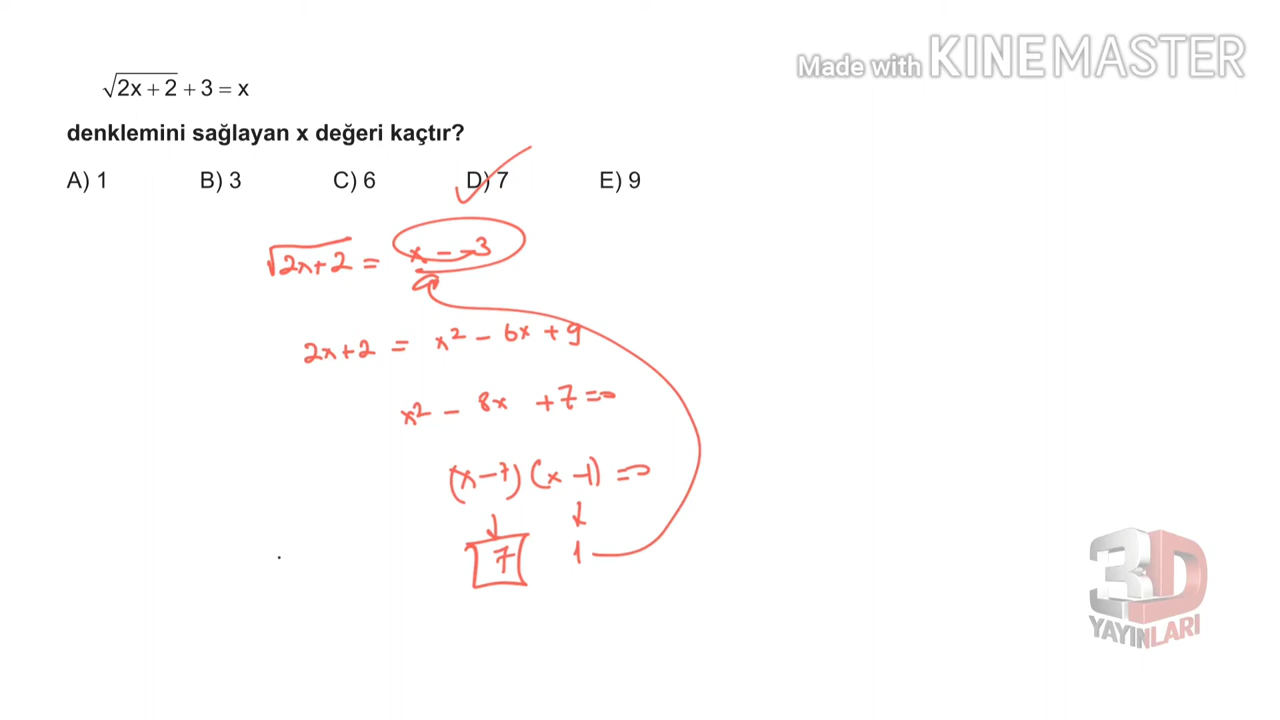 Made with KINEMASTER
√2x + 2 + 3 = x
denklemini sağlayan x değeri kaçtır?
A) 1 B) 3 C) 6 D) 7 E) 9
√2x+2 = x - 3
2x+2 = x² - 6x + 9
x² - 8x + 7 = 0
(x-7) (x-1) = 0
7 1
3D
YAYINLARI